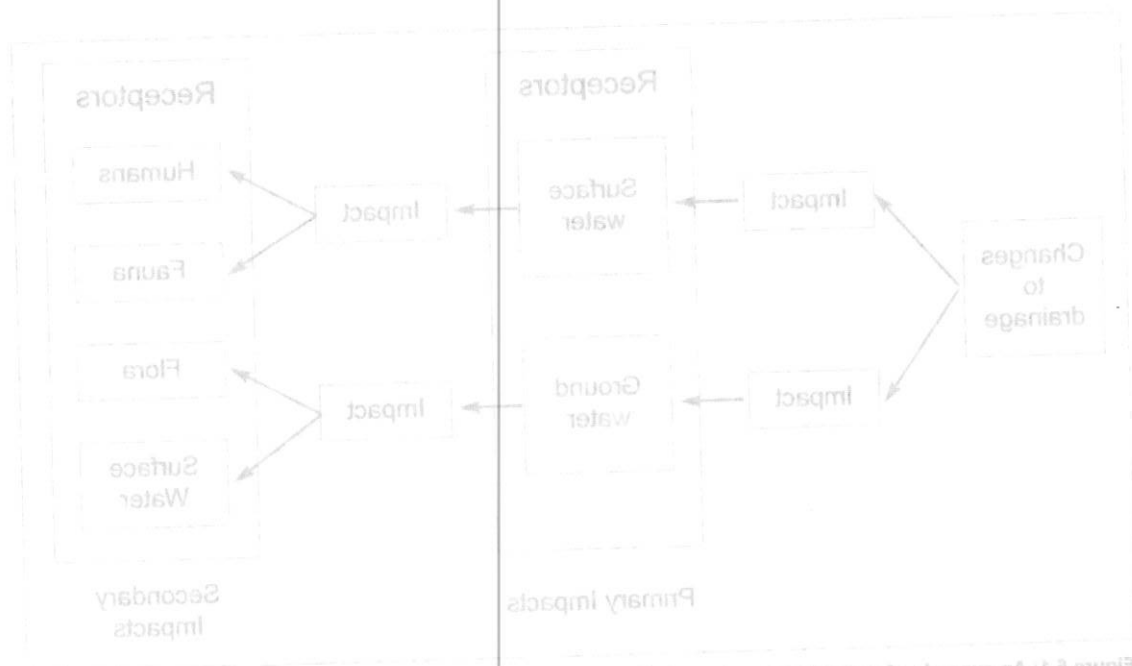 Receptors
Humans
Fauna
Flora
Surface
Water
Secondary
Impacts
Impact
Impact
Receptors
Surface
water
Ground
water
Primary Impacts
Impact
Impact
Changes
to
drainage